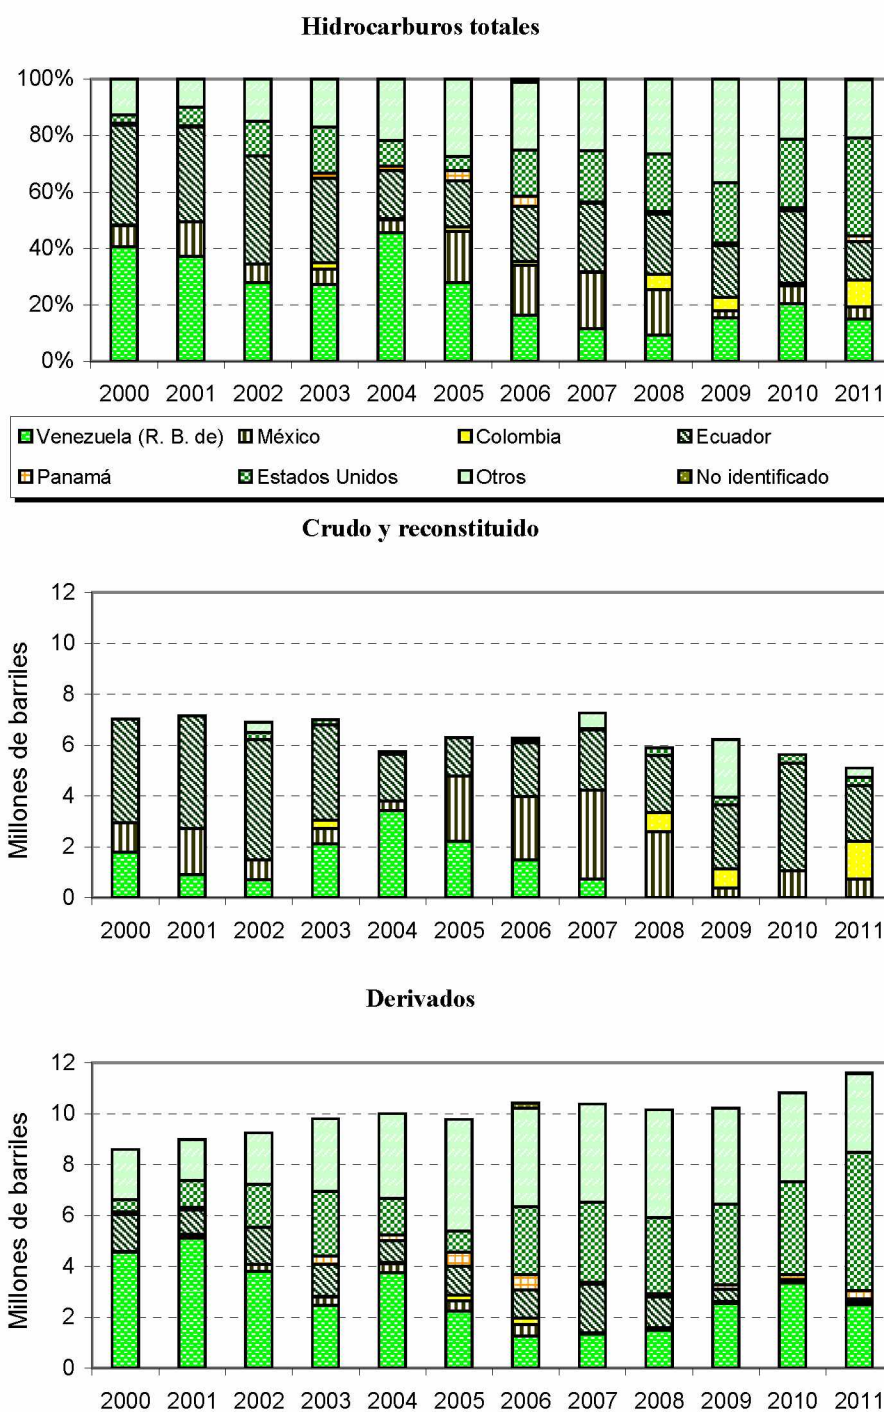 Hidrocarburos totales
100%
80%
60%
40%
20%
0%
2000 2001 2002 2003 2004 2005 2006 2007 2008 2009 2010 2011
Venezuela (R. B. de) México Colombia Ecuador
Panamá Estados Unidos Otros No identificado
Crudo y reconstituido
Millones de barriles
12
10
8
6
4
2
0
2000 2001 2002 2003 2004 2005 2006 2007 2008 2009 2010 2011
Derivados
Millones de barriles
12
10
8
6
4
2
0
2000 2001 2002 2003 2004 2005 2006 2007 2008 2009 2010 2011